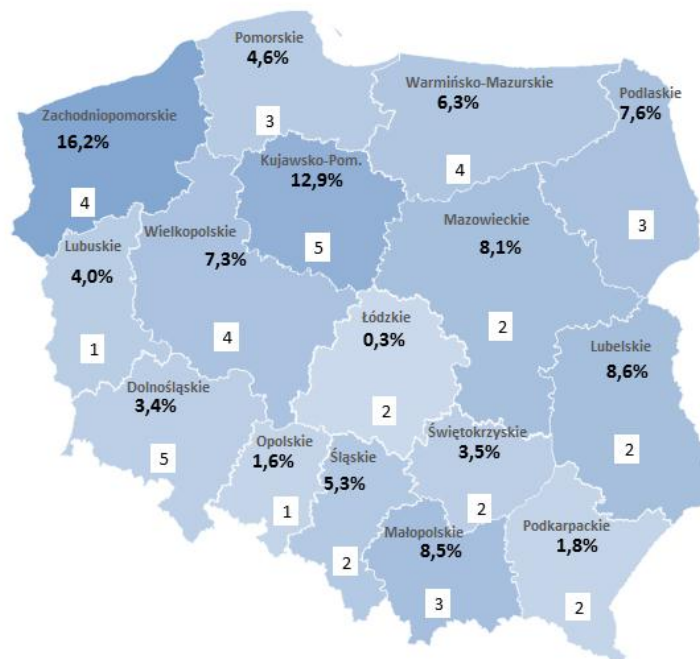 Pomorskie
4,6%
3
Warmińsko-Mazurskie
6,3%
4
Podlaskie
7,6%
3
Zachodniopomorskie
16,2%
4
Kujawsko-Pom.
12,9%
5
Mazowieckie
8,1%
2
Wielkopolskie
7,3%
4
Lubuskie
4,0%
1
Łódzkie
0,3%
2
Lubelskie
8,6%
2
Dolnośląskie
3,4%
5
Opolskie
1,6%
1
Śląskie
5,3%
2
Świętokrzyskie
3,5%
2
Małopolskie
8,5%
3
Podkarpackie
1,8%
2